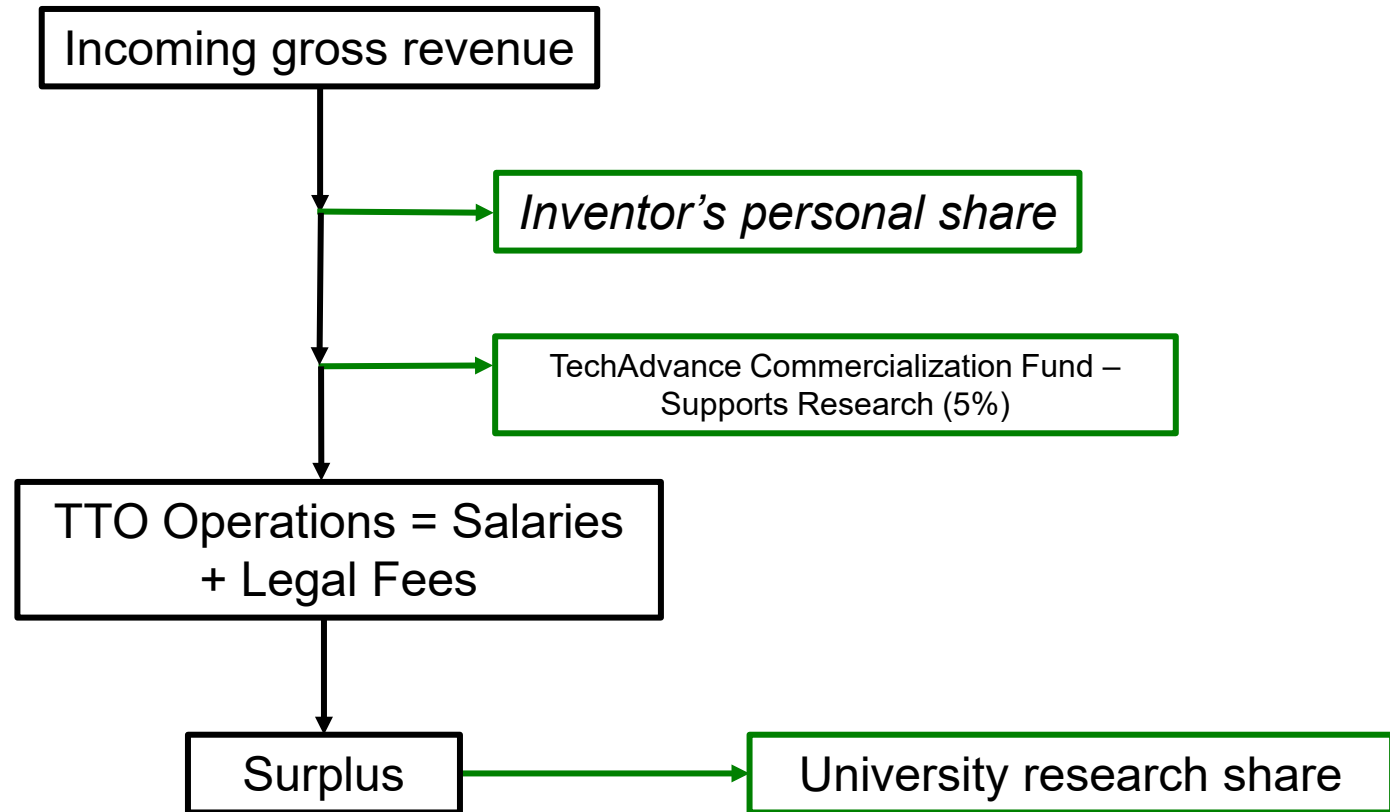 Incoming gross revenue
Inventor’s personal share
TechAdvance Commercialization Fund –
Supports Research (5%)
TTO Operations = Salaries
+ Legal Fees
Surplus
University research share